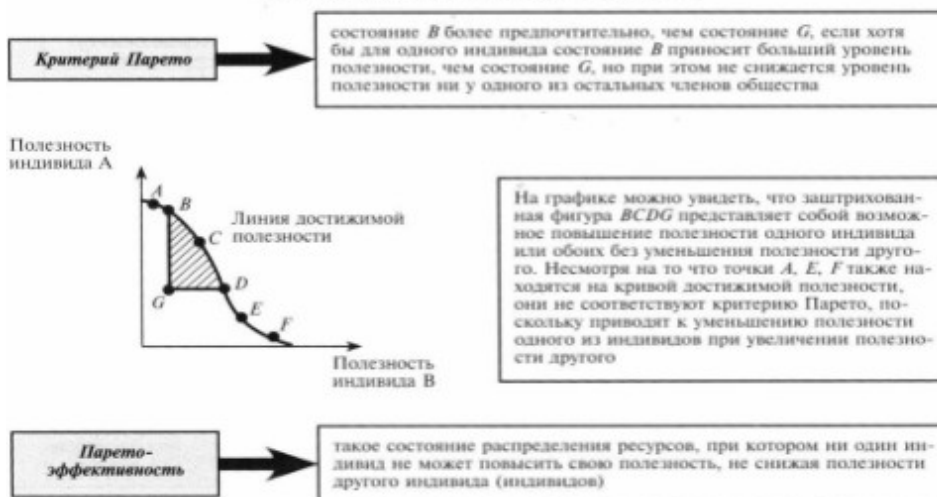 Критерий Парето
состояние B более предпочтительно, чем состояние G, если хотя
бы для одного индивида состояние B приносит больший уровень
полезности, чем состояние G, но при этом не снижается уровень
полезности ни у одного из остальных членов общества
Полезность
индивида А
A
B
Линия достижимой
полезности
C
G
D
E
F
Полезность
индивида В
На графике можно увидеть, что заштрихован-
ная фигура BCDG представляет собой возмож-
ное повышение полезности одного индивида
или обоих без уменьшения полезности друго-
го. Несмотря на то что точки A, E, F также на-
ходятся на кривой достижимой полезности,
они не соответствуют критерию Парето, по-
скольку приводят к уменьшению полезности
одного из индивидов при увеличении полезно-
сти другого
Парето-
эффективность
такое состояние распределения ресурсов, при котором ни один ин-
дивид не может повысить свою полезность, не снижая полезности
другого индивида (индивидов)